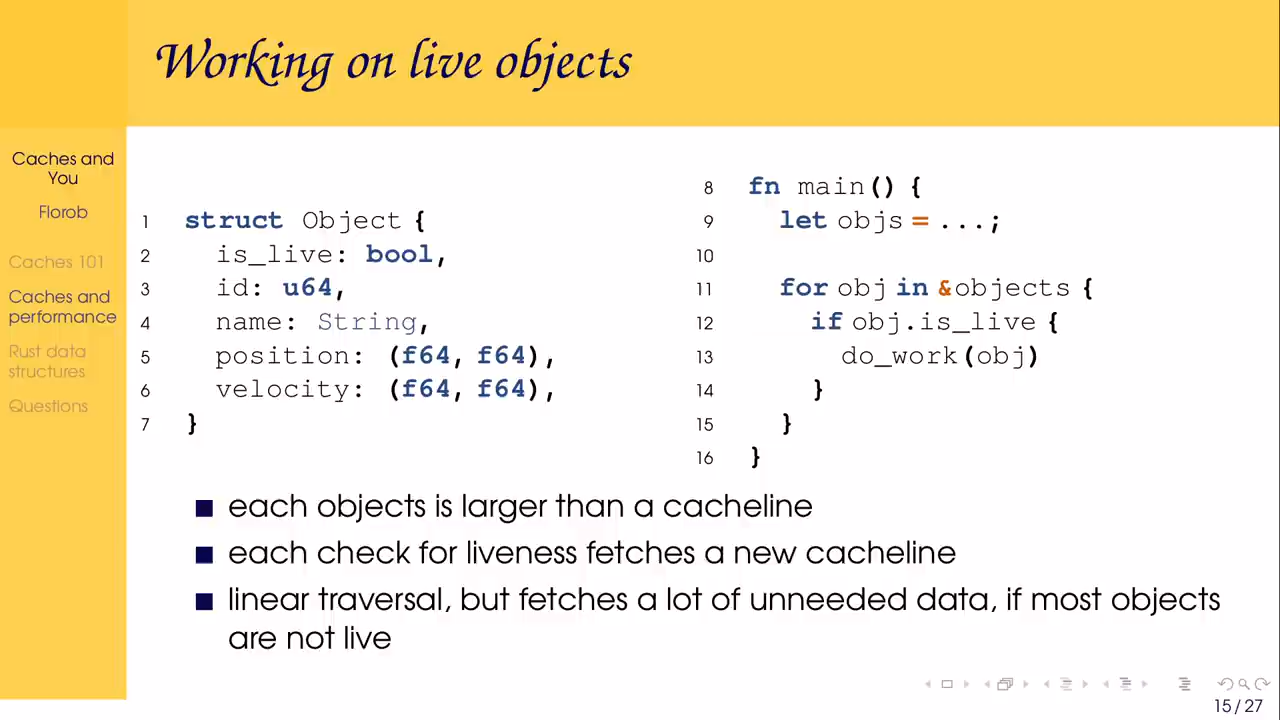 Working on live objects
Caches and
You
Florob
Caches 101
Caches and
performance
Rust data
structures
Questions
1 struct Object {
2 is_live: bool,
3 id: u64,
4 name: String,
5 position: (f64, f64),
6 velocity: (f64, f64),
7 }
8 fn main() {
9 let objs = ...;
10
11 for obj in &objects {
12 if obj.is_live {
13 do_work(obj)
14 }
15 }
16 }
each objects is larger than a cacheline
each check for liveness fetches a new cacheline
linear traversal, but fetches a lot of unneeded data, if most objects
are not live
15 / 27